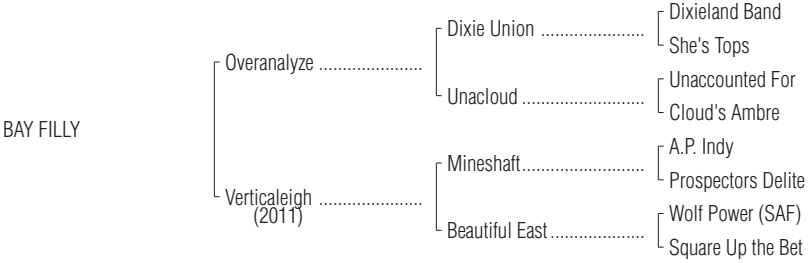 Dixieland Band
Dixie Union ......................
She's Tops
Overanalyze ......................
Unaccounted For
Unacloud ..........................
Cloud's Ambre
BAY FILLY
A.P. Indy
Mineshaft..........................
Prospectors Delite
Verticaleigh ......................
(2011)
Wolf Power (SAF)
Beautiful East....................
Square Up the Bet